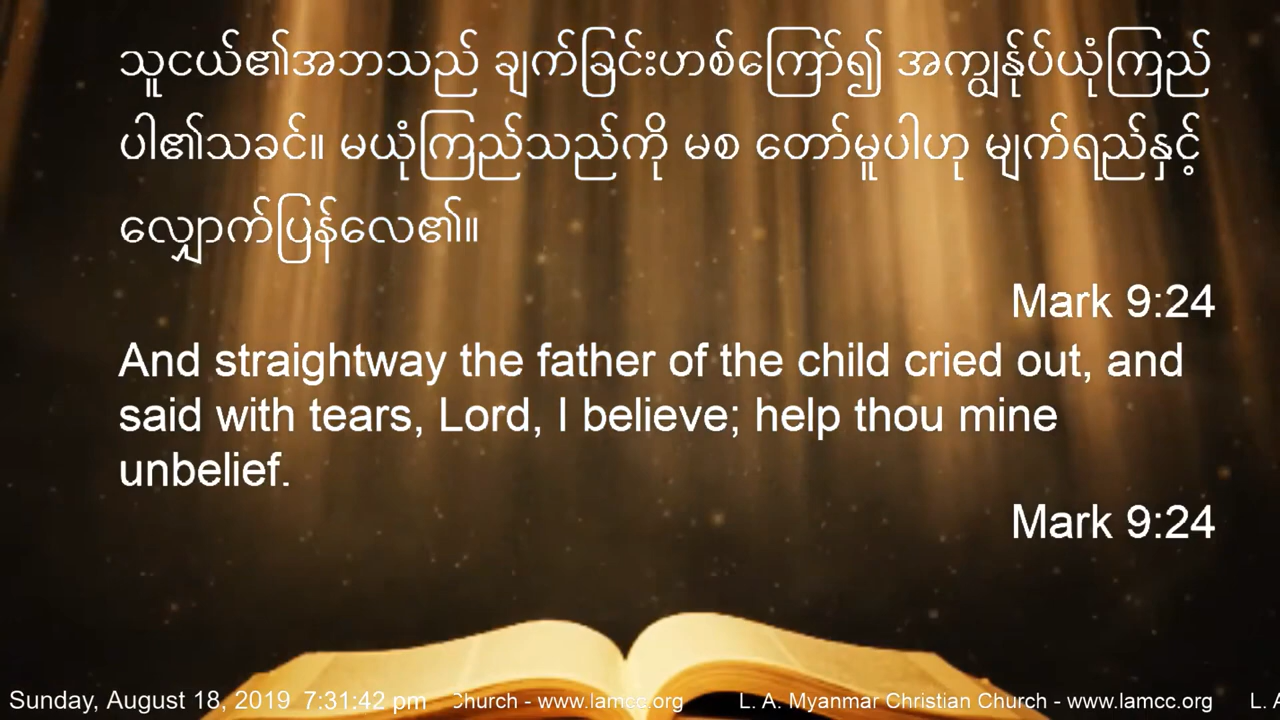 သူငယ်၏အဘသည် ချက်ခြင်းဟစ်ကြော်၍ အကျွန်ုပ်ယုံကြည်
ပါ၏သခင်။ မယုံကြည်သည်ကို မစ တော်မူပါဟု မျက်ရည်နှင့်
လျှောက်ပြန်လေ၏။
Mark 9:24
And straightway the father of the child cried out, and
said with tears, Lord, I believe; help thou mine
unbelief.
Mark 9:24
Sunday, August 18, 2019 7:31:42 pm Church - www.lamcc.org L. A. Myanmar Christian Church - www.lamcc.org L. A